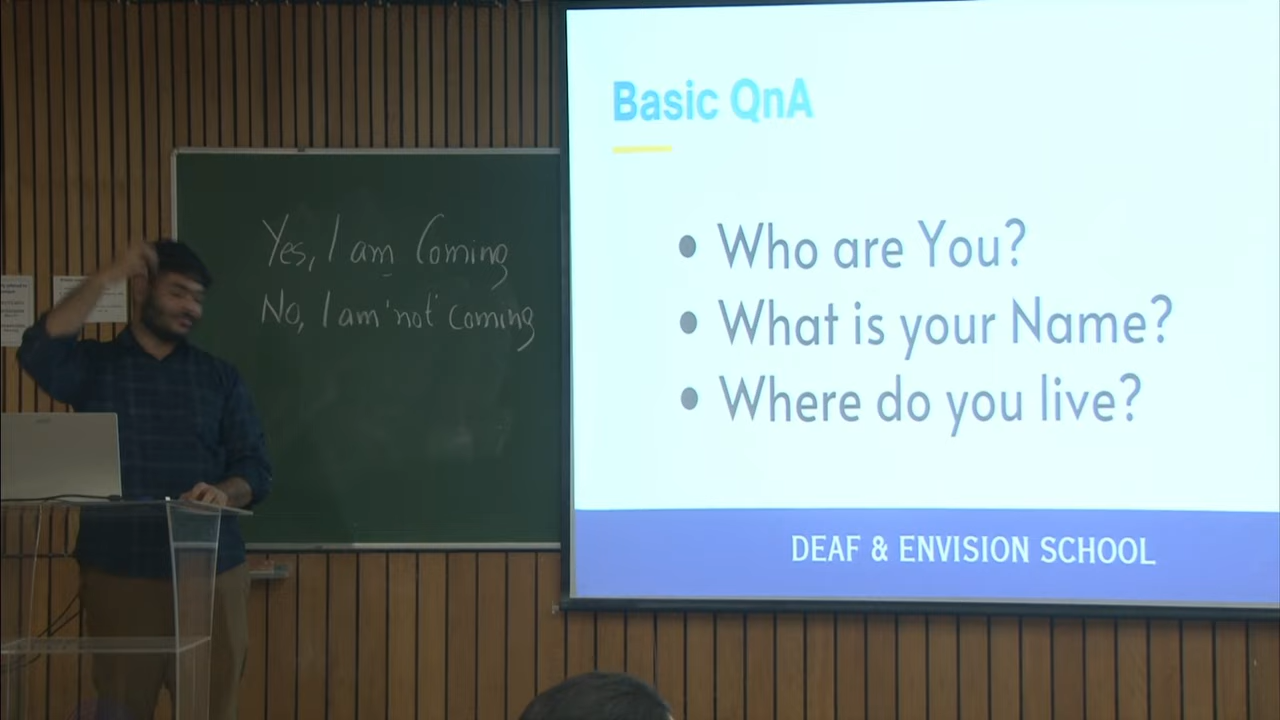 Yes, I am Coming
No, I am "not" coming
Basic QnA
• Who are You?
• What is your Name?
• Where do you live?
DEAF & ENVISION SCHOOL